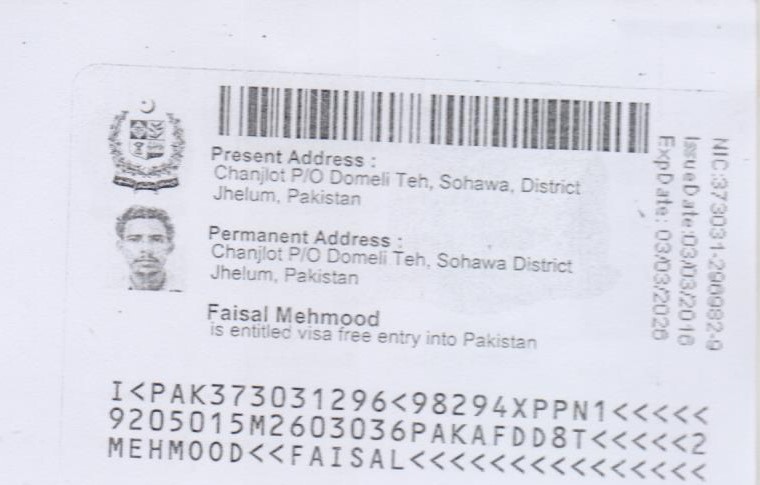 Present Address :
Chanjlot P/O Domeli Teh, Sohawa, District
Jhelum, Pakistan
Permanent Address :
Chanjlot P/O Domeli Teh, Sohawa District
Jhelum, Pakistan
Faisal Mehmood
is entitled visa free entry into Pakistan
NIC:373031-296982-9
IssueDate:03/03/2016
ExpDate: 03/03/2026
I<PAK373031296<98294XPPN1<<<<<
9205015M2603036PAKAFDD8T<<<<<2
MEHMOOD<<FAISAL<<<<<<<<<<<<<<<